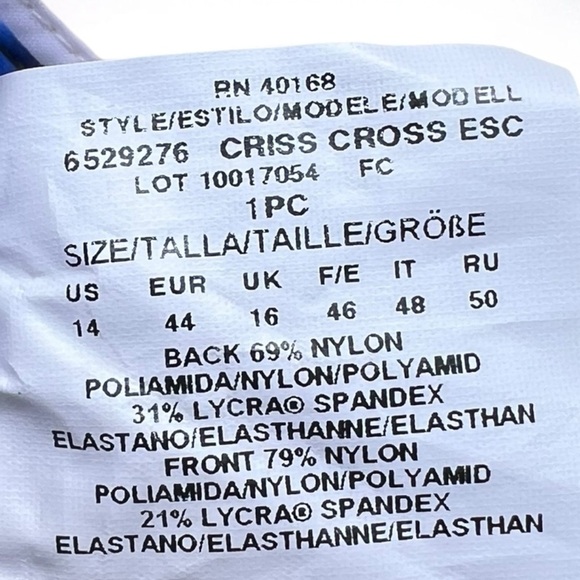 RN 40168
STYLE/ESTILO/MODELE/MODELL
6529276 CRISS CROSS ESC
LOT 10017054 FC
1PC
SIZE/TALLA/TAILLE/GRÖßE
US EUR UK F/E IT RU
14 44 16 46 48 50
BACK 69% NYLON
POLIAMIDA/NYLON/POLYAMID
31% LYCRA® SPANDEX
ELASTANO/ELASTHANNE/ELASTHAN
FRONT 79% NYLON
POLIAMIDA/NYLON/POLYAMID
21% LYCRA® SPANDEX
ELASTANO/ELASTHANNE/ELASTHAN